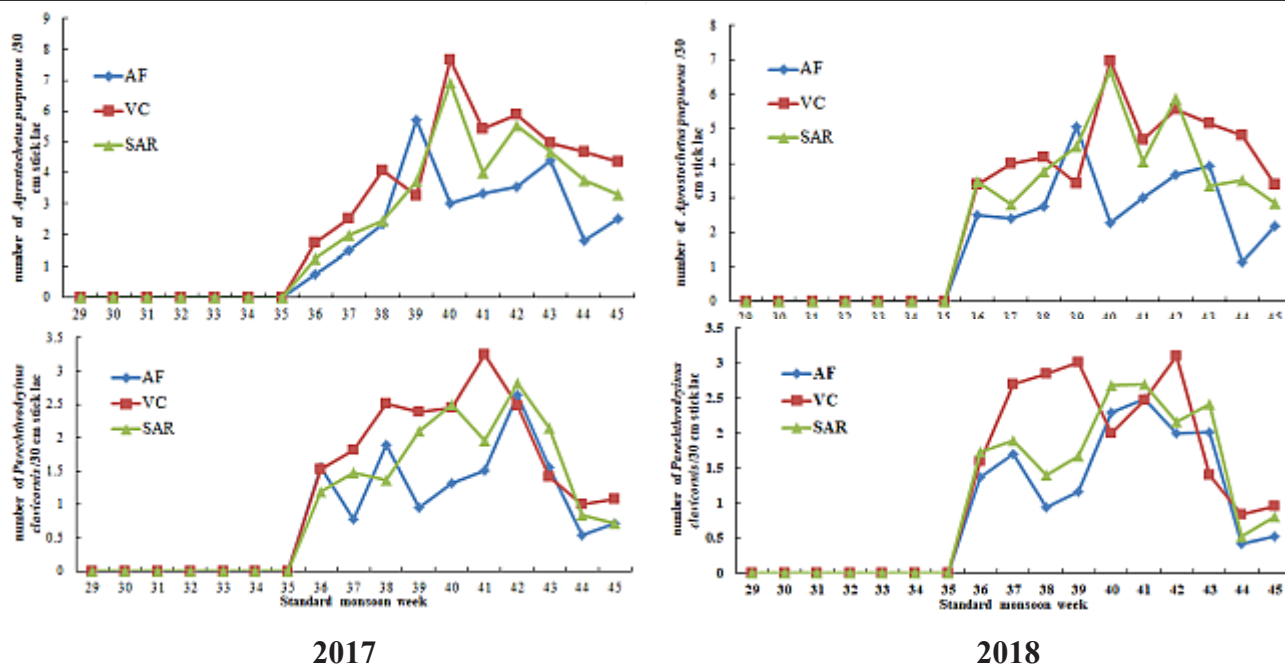 number of Aprostochetus purpureus /30
cm stick lac
9
8
7
6
5
4
3
2
1
0
AF
VC
SAR
29 30 31 32 33 34 35 36 37 38 39 40 41 42 43 44 45
number of Aprostochetus purpureus /30
cm stick lac
8
7
6
5
4
3
2
1
0
AF
VC
SAR
29 30 31 32 33 34 35 36 37 38 39 40 41 42 43 44 45
number of
clavicornis/30 cm stick lac
3.5
3
2.5
2
1.5
1
0.5
0
AF
VC
SAR
29 30 31 32 33 34 35 36 37 38 39 40 41 42 43 44 45
Standard monsoon week
number of
clavicornis/30 cm stick lac
3.5
3
2.5
2
1.5
1
0.5
0
AF
VC
SAR
29 30 31 32 33 34 35 36 37 38 39 40 41 42 43 44 45
Standard monsoon week
2017
2018